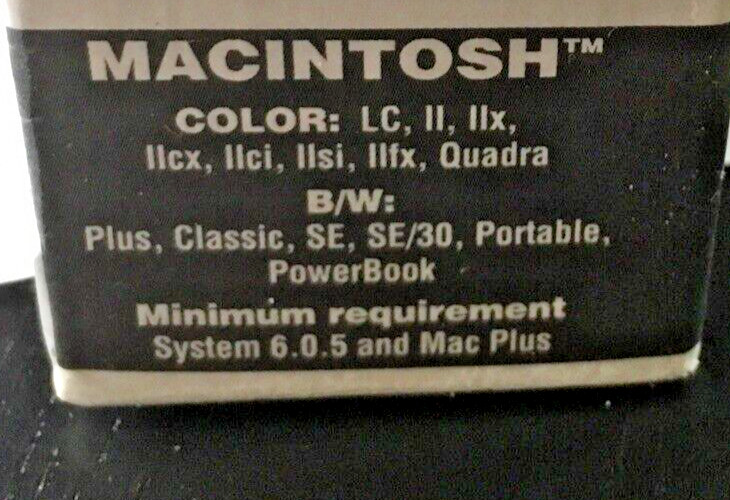 MACINTOSH™
COLOR: LC, II, IIx,
IIcx, IIci, IIsi, IIfx, Quadra
B/W:
Plus, Classic, SE, SE/30, Portable,
PowerBook
Minimum requirement
System 6.0.5 and Mac Plus